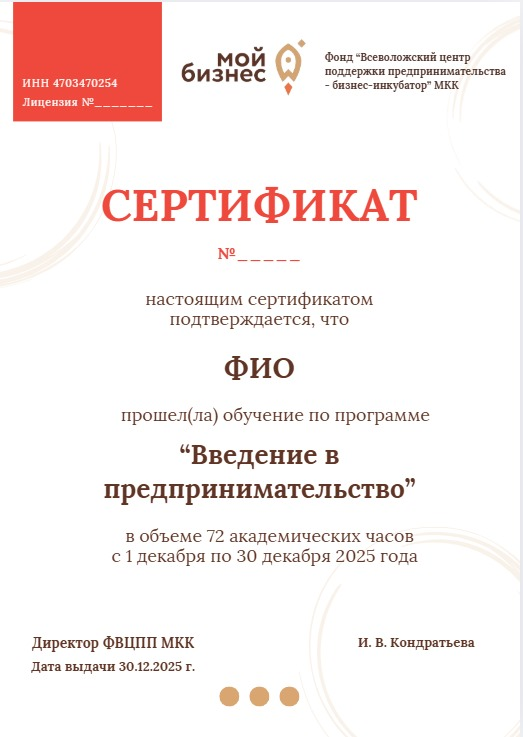 ИНН 4703470254
Лицензия №_______
мой
бизнес
Фонд “Всеволожский центр
поддержки предпринимательства
- бизнес-инкубатор” МКК
СЕРТИФИКАТ
№_____
настоящим сертификатом
подтверждается, что
ФИО
прошел(ла) обучение по программе
“Введение в
предпринимательство”
в объеме 72 академических часов
с 1 декабря по 30 декабря 2025 года
Директор ФВЦПП МКК
И. В. Кондратьева
Дата выдачи 30.12.2025 г.